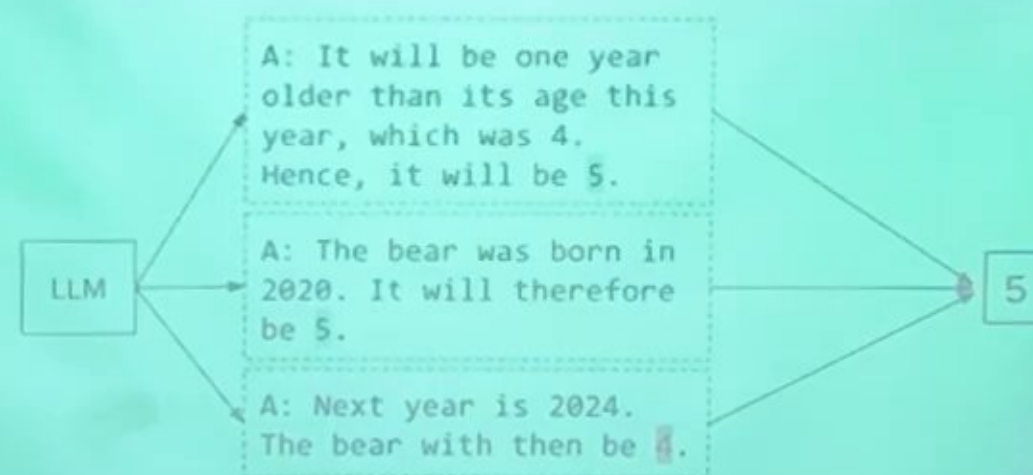 A: It will be one year
older than its age this
year, which was 4.
Hence, it will be 5.
LLM
A: The bear was born in
2020. It will therefore
be 5.
5
A: Next year is 2024.
The bear with then be 4.